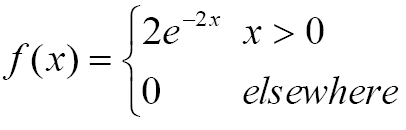 f(x) = { 2e^{-2x} x > 0
0 elsewhere